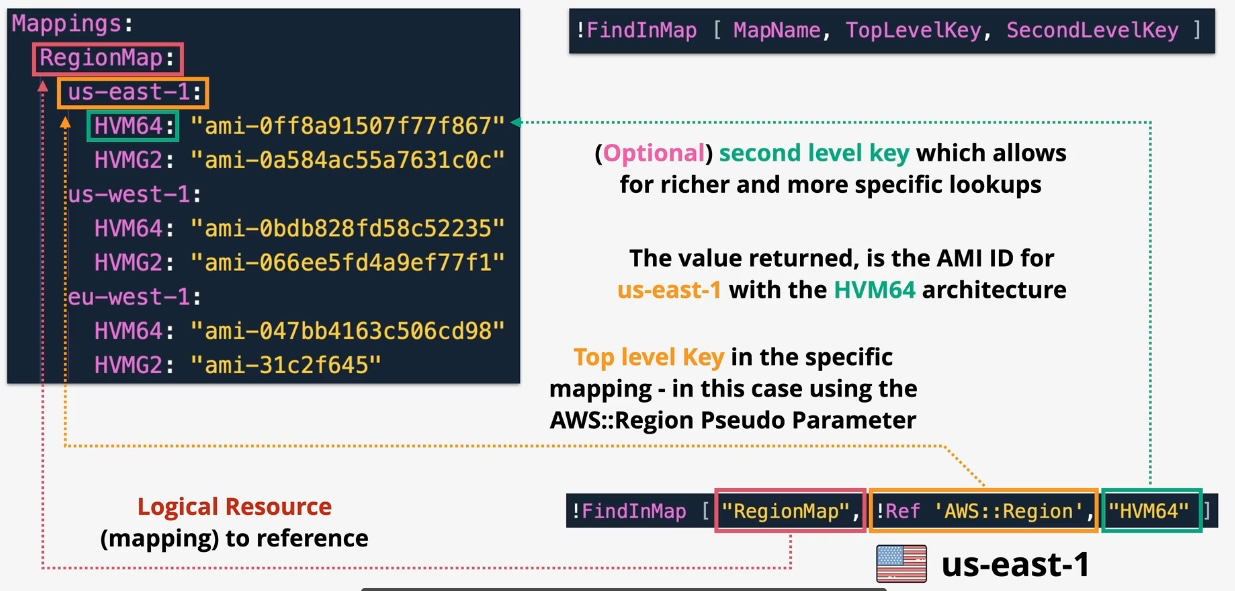 Mappings:
RegionMap:
us-east-1:
HVM64: "ami-0ff8a91507f77f867"
HVMG2: "ami-0a584ac55a7631c0c"
us-west-1:
HVM64: "ami-0bdb828fd58c52235"
HVMG2: "ami-066ee5fd4a9ef77f1"
eu-west-1:
HVM64: "ami-047bb4163c506cd98"
HVMG2: "ami-31c2f645"
!FindInMap [ MapName, TopLevelKey, SecondLevelKey ]
(Optional) second level key which allows
for richer and more specific lookups
The value returned, is the AMI ID for
us-east-1 with the HVM64 architecture
Top level Key in the specific
mapping - in this case using the
AWS::Region Pseudo Parameter
Logical Resource
(mapping) to reference
!FindInMap [ "RegionMap", !Ref 'AWS::Region', "HVM64" ]
us-east-1